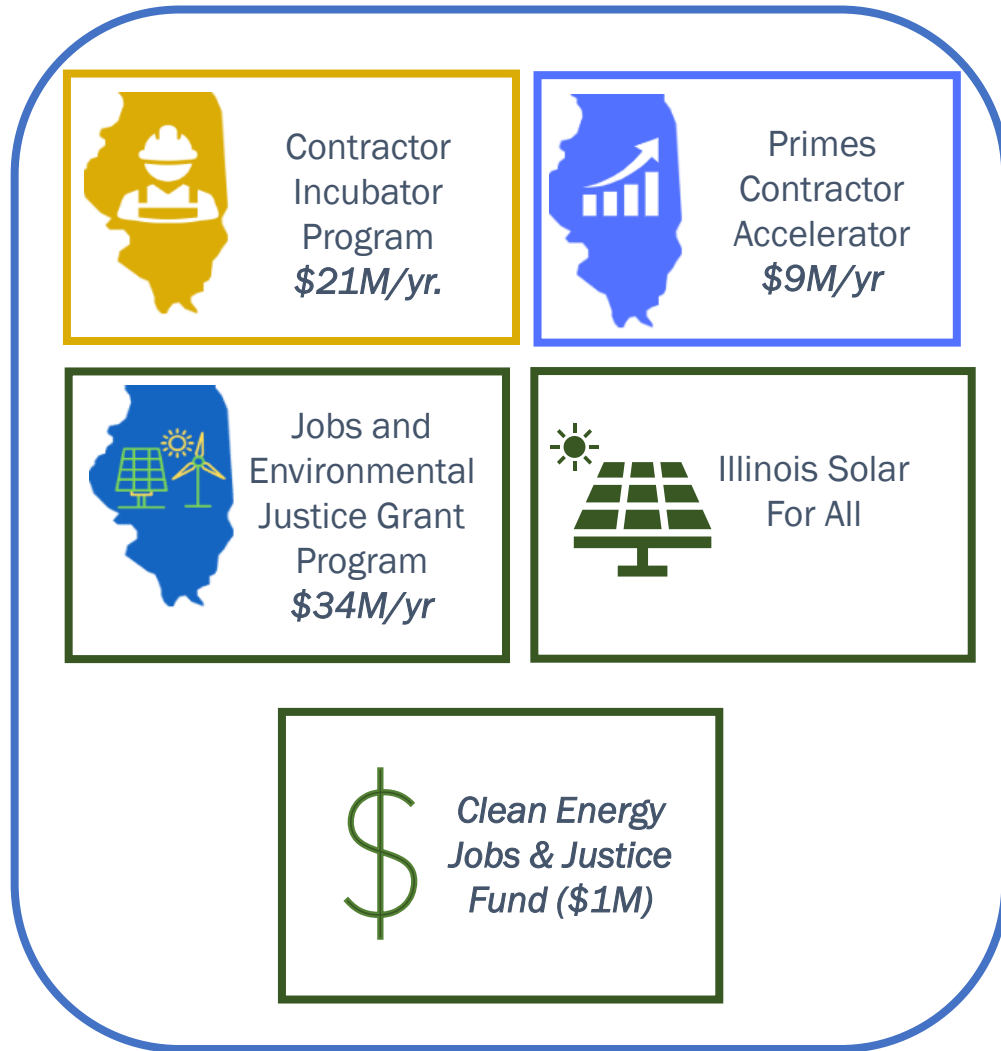 Contractor
Incubator
Program
$21M/yr.
Primes
Contractor
Accelerator
$9M/yr
Jobs and
Environmental
Justice Grant
Program
$34M/yr
Illinois Solar
For All
Clean Energy
Jobs & Justice
Fund ($1M)